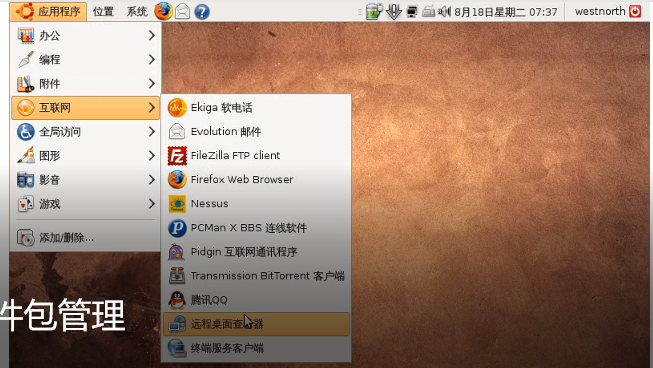 应用程序 位置 系统 8月18日星期二 07:37 westnorth
办公
编程
附件
互联网
全局访问
图形
影音
游戏
添加/删除...
Ekiga 软电话
Evolution 邮件
FileZilla FTP client
Firefox Web Browser
Nessus
PCMan X BBS 连线软件
Pidgin 互联网通讯程序
Transmission BitTorrent 客户端
腾讯QQ
远程桌面查看器
终端服务客户端
件包管理